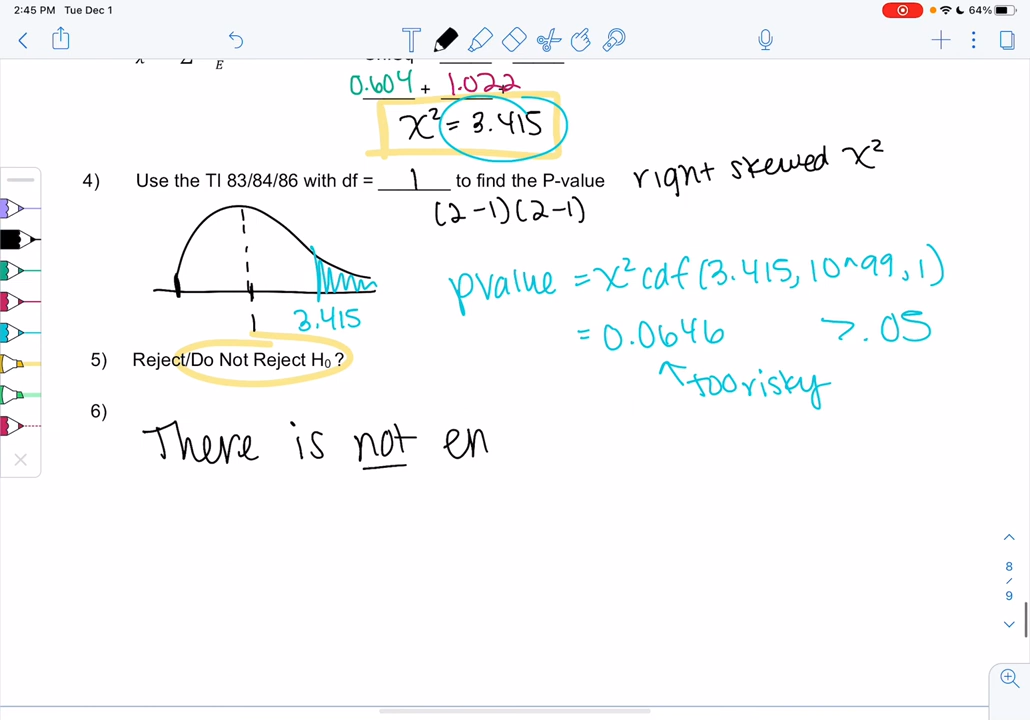 2:45 PM Tue Dec 1
64%
E
0.604 + 1.022
x² = 3.415
4) Use the TI 83/84/86 with df = 1 to find the P-value
right skewed x²
(2-1)(2-1)
pvalue = x²cdf(3.415, 10^99, 1)
1
3.415
= 0.0646 > .05
too risky
5) Reject/Do Not Reject H₀ ?
6)
There is not en
8
/
9